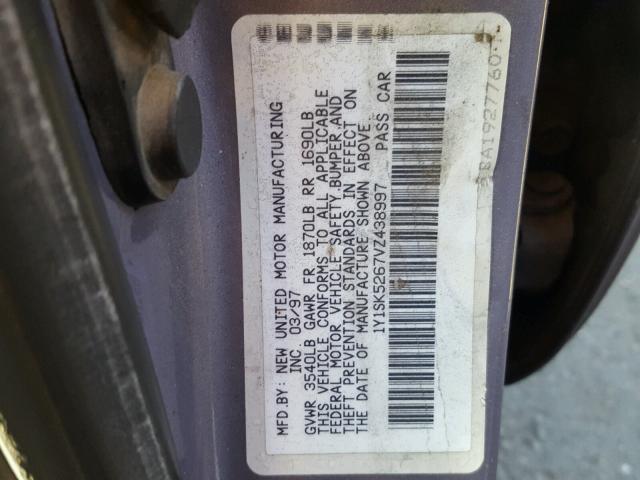 MFD.BY: NEW UNITED MOTOR MANUFACTURING
INC. 03/97
GVWR 3540LB GAWR FR 1870LB RR 1690LB
THIS VEHICLE CONFORMS TO ALL APPLICABLE
FEDERAL MOTOR VEHICLE SAFETY,BUMPER,AND
THEFT PREVENTION STANDARDS IN EFFECT ON
THE DATE OF MANUFACTURE SHOWN ABOVE
1Y1SK5267VZ438997 PASS CAR